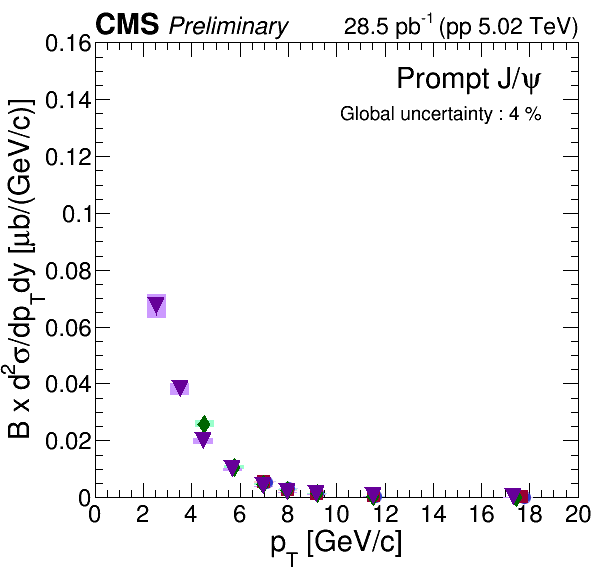 CMS Preliminary 28.5 pb⁻¹ (pp 5.02 TeV)
Prompt J/ψ
Global uncertainty : 4 %
B x d²σ/dp_Tdy [μb/(GeV/c)]
0.16
0.14
0.12
0.1
0.08
0.06
0.04
0.02
0
0 2 4 6 8 10 12 14 16 18 20
p_T [GeV/c]